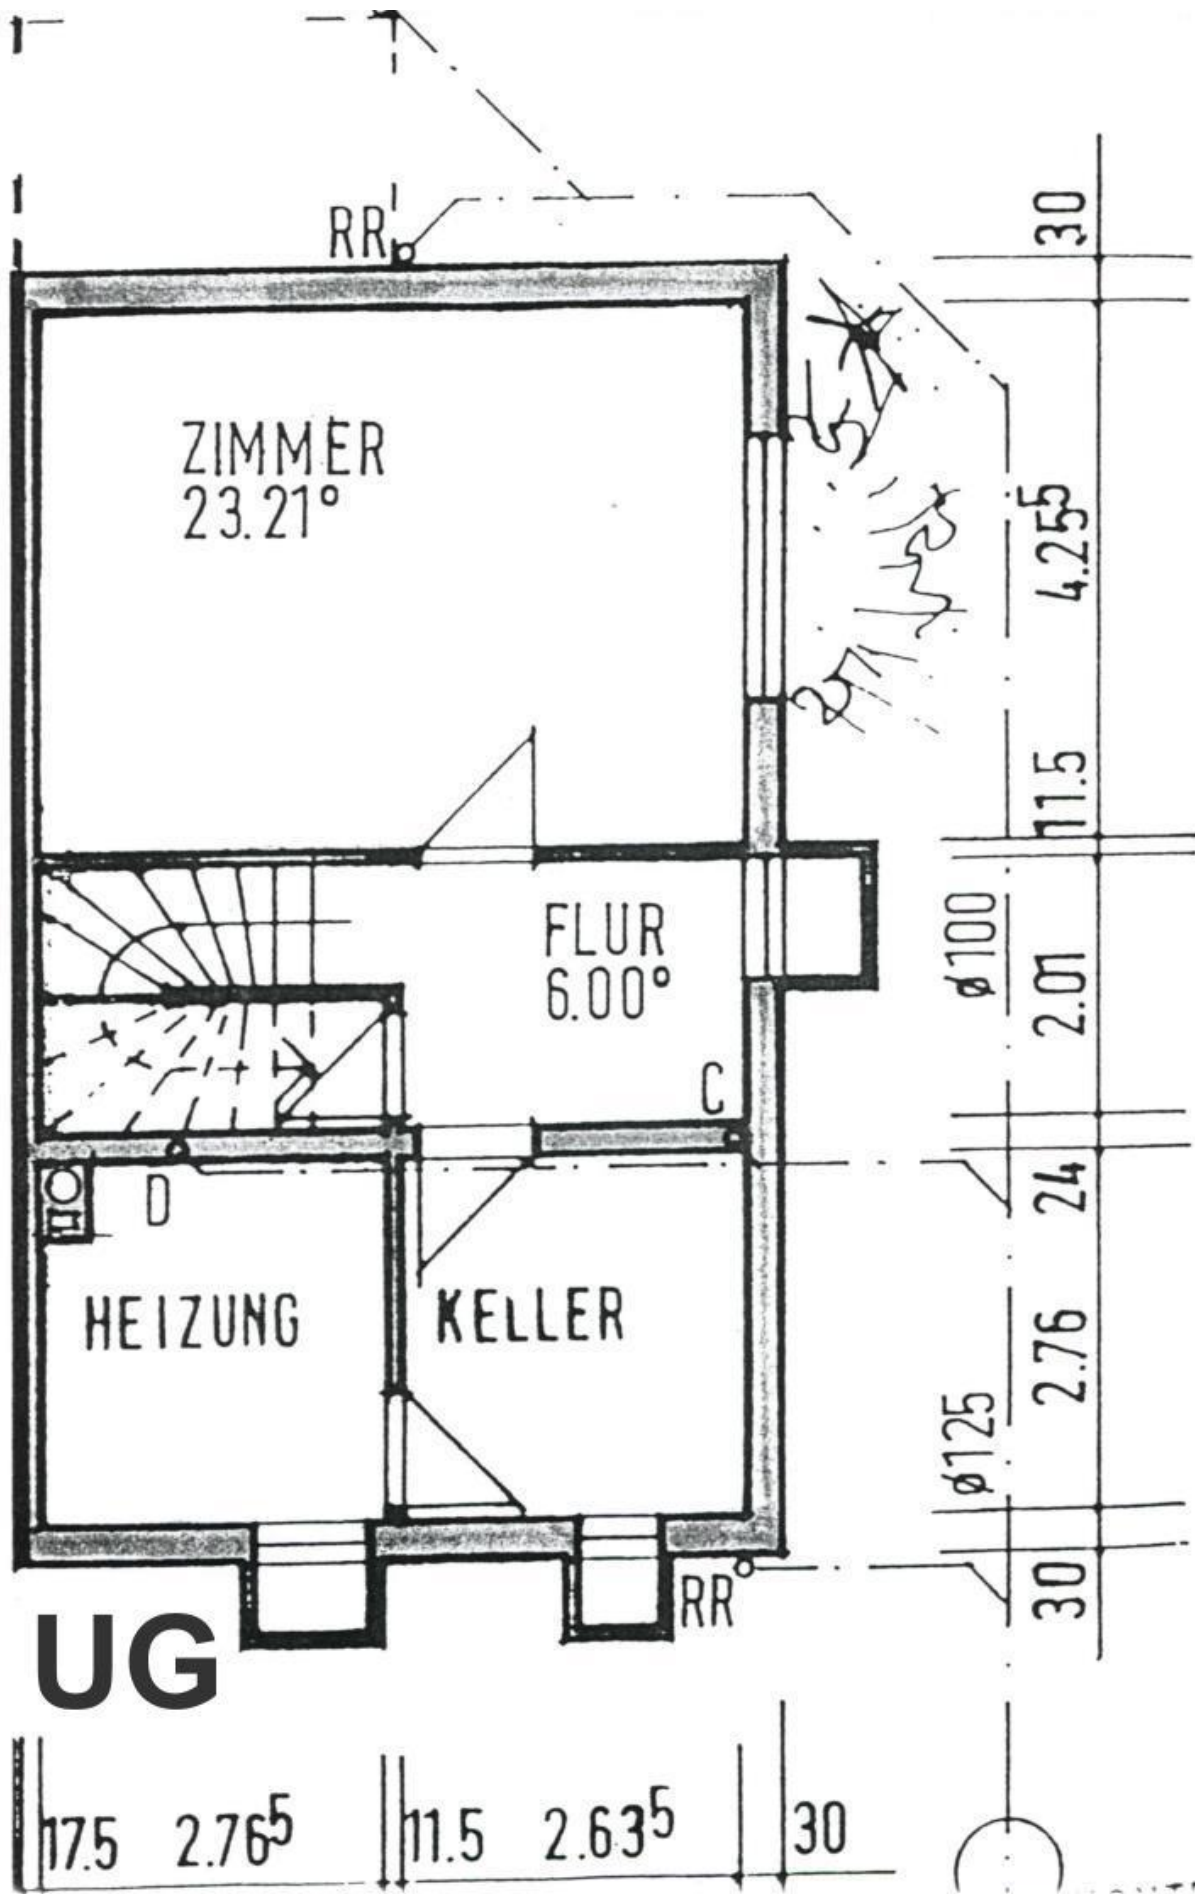 RR
30
ZIMMER
23.21°
4.25⁵
11.5
FLUR
6.00°
ø100
2.01
C
24
D
HEIZUNG
KELLER
2.76
ø125
RR
30
UG
17.5 2.76⁵ 11.5 2.63⁵ 30